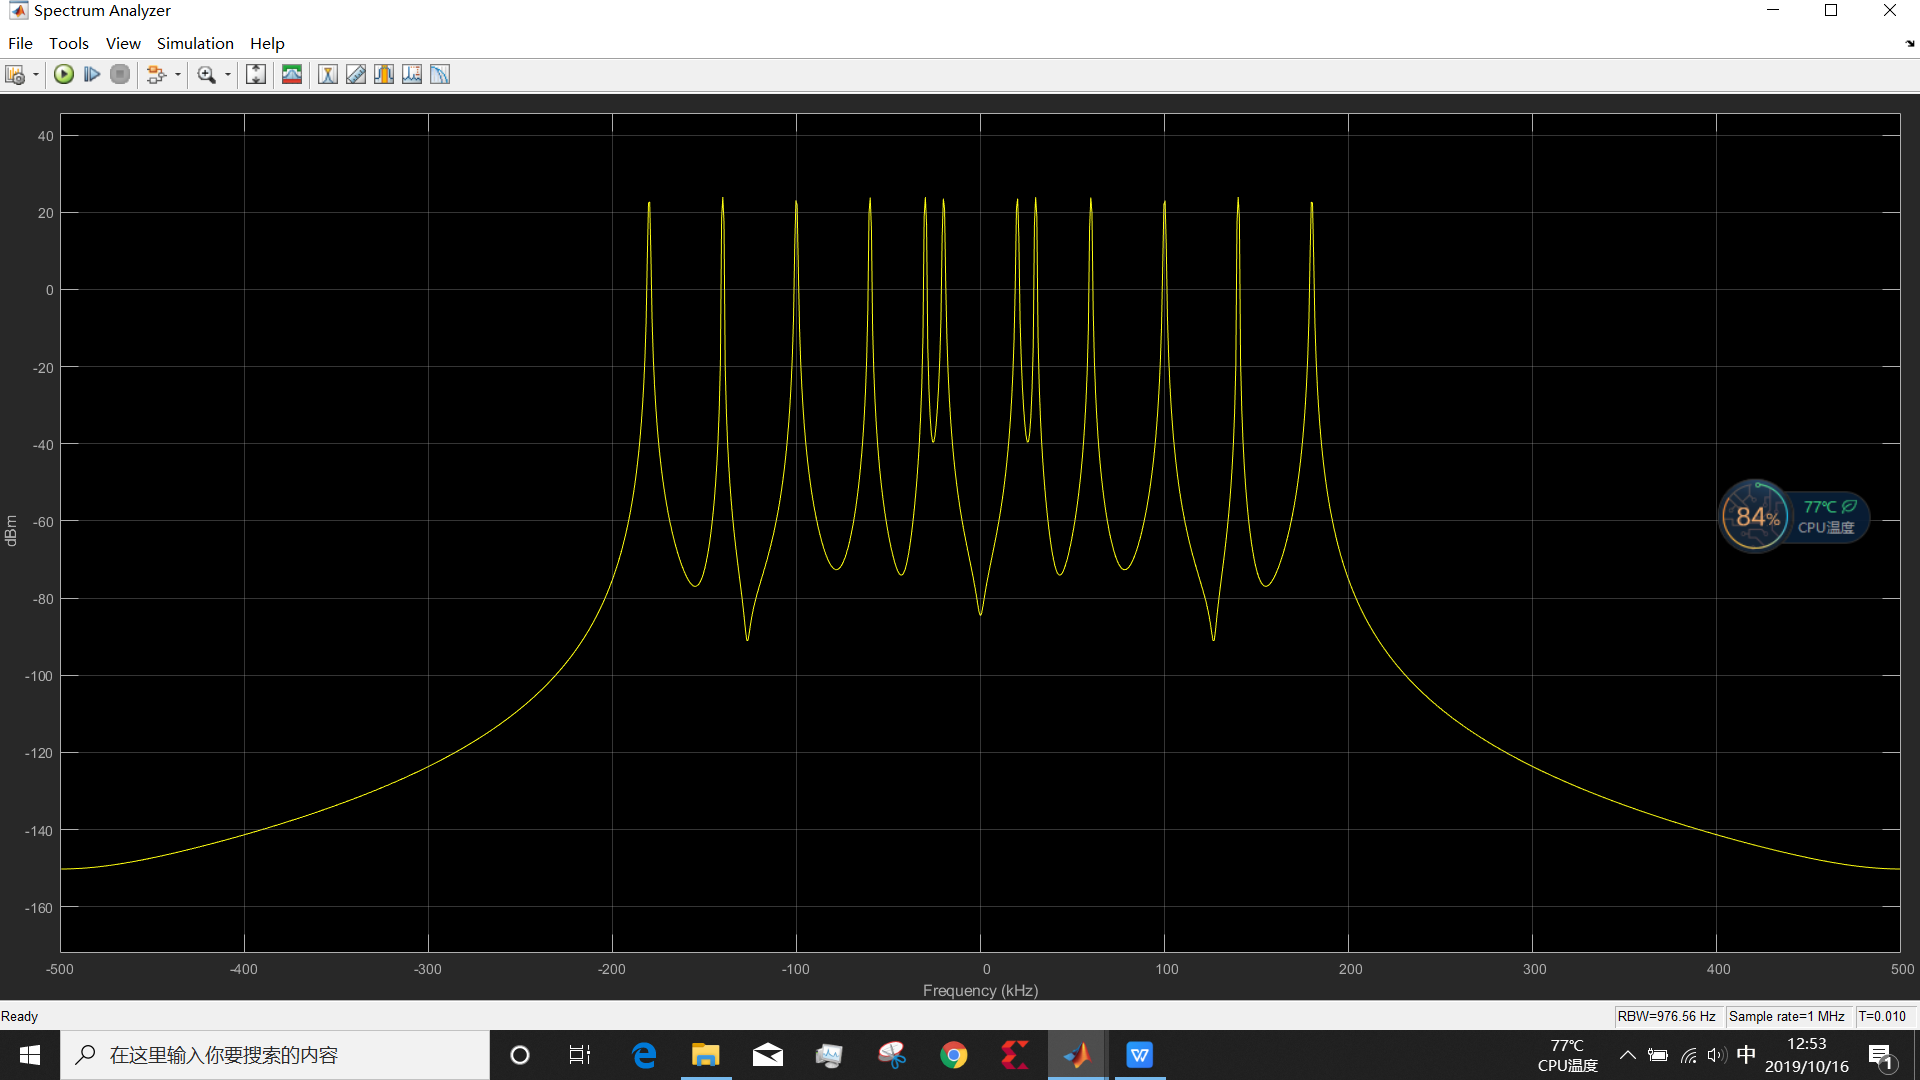 Spectrum Analyzer
File Tools View Simulation Help
40
20
0
-20
-40
-60
-80
-100
-120
-140
-160
dBm
-500 -400 -300 -200 -100 0 100 200 300 400 500
Frequency (kHz)
84%
77℃
CPU温度
Ready
RBW=976.56 Hz Sample rate=1 MHz T=0.010
在这里输入你要搜索的内容
77℃
CPU温度
中
12:53
2019/10/16
1